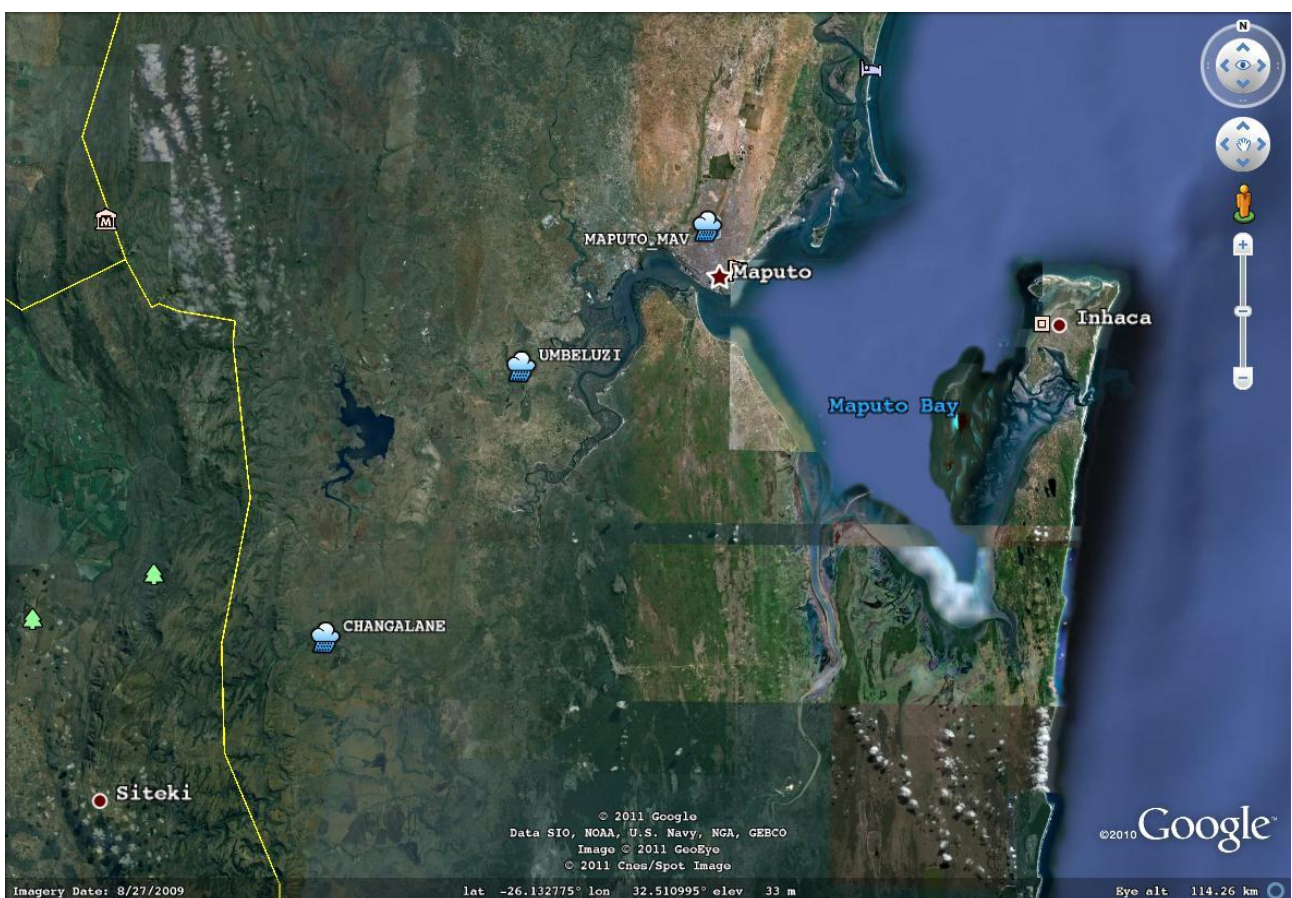 N
MAPUTO_MAV
Maputo
Inhaca
UMBELUZI
Maputo Bay
CHANGALANE
Siteki
© 2011 Google
Data SIO, NOAA, U.S. Navy, NGA, GEBCO
Image © 2011 GeoEye
© 2011 Cnes/Spot Image
©2010 Google™
Imagery Date: 8/27/2009
lat -26.132775° lon 32.510995° elev 33 m
Eye alt 114.26 km